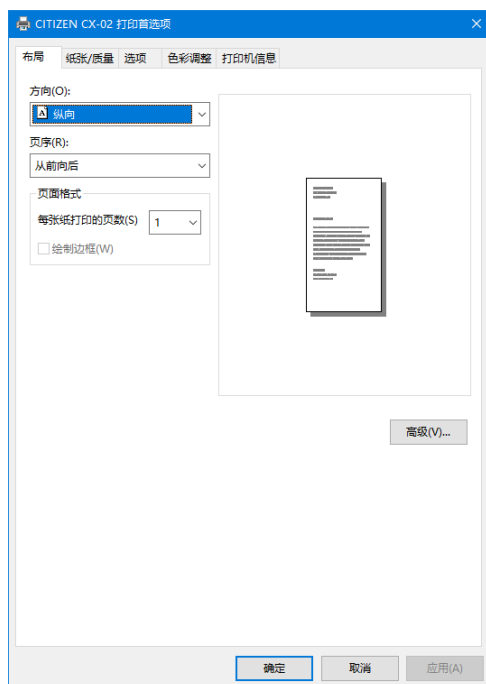 CITIZEN CX-02 打印首选项
布局 纸张/质量 选项 色彩调整 打印机信息
方向(O):
A 纵向
页序(R):
从前向后
页面格式
每张纸打印的页数(S) 1
绘制边框(W)
高级(V)...
确定 取消 应用(A)